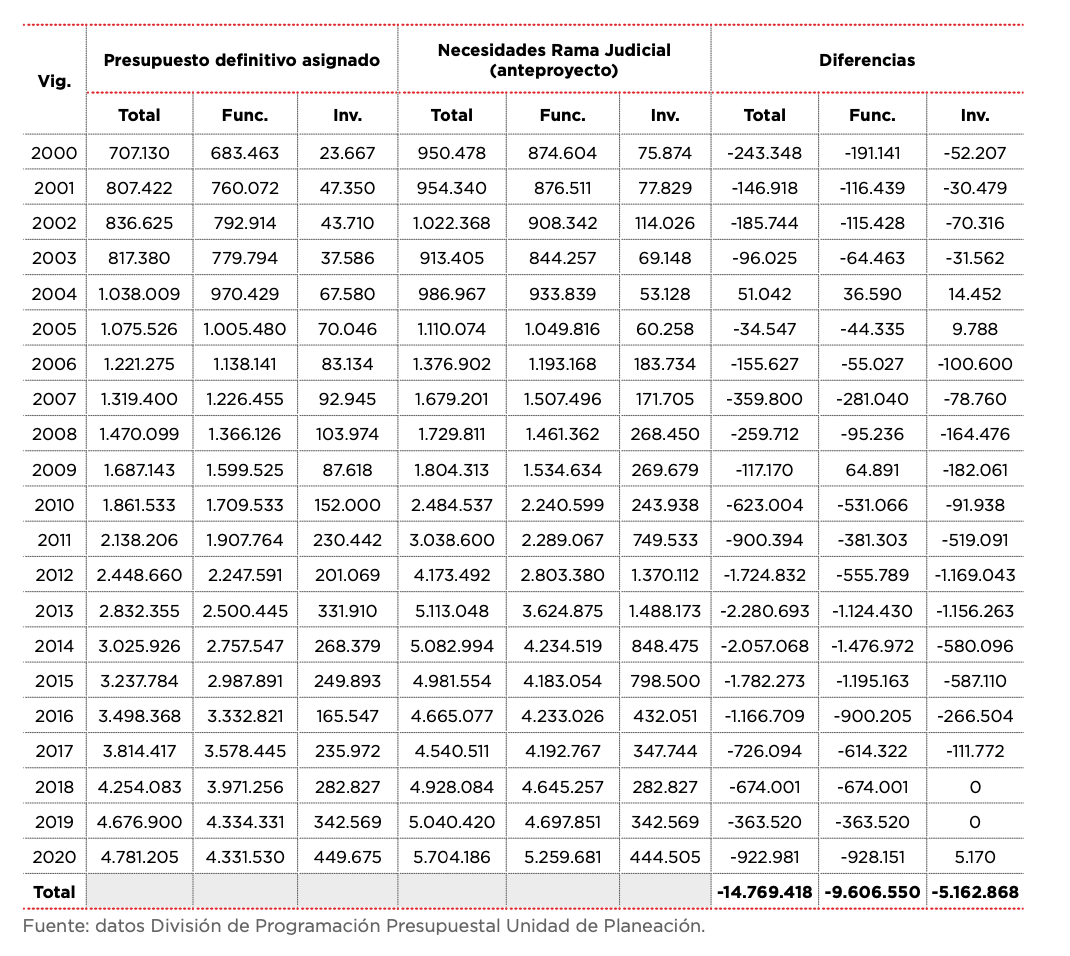 Vig. Presupuesto definitivo asignado Necesidades Rama Judicial (anteproyecto) Diferencias
Total Func. Inv. Total Func. Inv. Total Func. Inv.
2000 707.130 683.463 23.667 950.478 874.604 75.874 -243.348 -191.141 -52.207
2001 807.422 760.072 47.350 954.340 876.511 77.829 -146.918 -116.439 -30.479
2002 836.625 792.914 43.710 1.022.368 908.342 114.026 -185.744 -115.428 -70.316
2003 817.380 779.794 37.586 913.405 844.257 69.148 -96.025 -64.463 -31.562
2004 1.038.009 970.429 67.580 986.967 933.839 53.128 51.042 36.590 14.452
2005 1.075.526 1.005.480 70.046 1.110.074 1.049.816 60.258 -34.547 -44.335 9.788
2006 1.221.275 1.138.141 83.134 1.376.902 1.193.168 183.734 -155.627 -55.027 -100.600
2007 1.319.400 1.226.455 92.945 1.679.201 1.507.496 171.705 -359.800 -281.040 -78.760
2008 1.470.099 1.366.126 103.974 1.729.811 1.461.362 268.450 -259.712 -95.236 -164.476
2009 1.687.143 1.599.525 87.618 1.804.313 1.534.634 269.679 -117.170 64.891 -182.061
2010 1.861.533 1.709.533 152.000 2.484.537 2.240.599 243.938 -623.004 -531.066 -91.938
2011 2.138.206 1.907.764 230.442 3.038.600 2.289.067 749.533 -900.394 -381.303 -519.091
2012 2.448.660 2.247.591 201.069 4.173.492 2.803.380 1.370.112 -1.724.832 -555.789 -1.169.043
2013 2.832.355 2.500.445 331.910 5.113.048 3.624.875 1.488.173 -2.280.693 -1.124.430 -1.156.263
2014 3.025.926 2.757.547 268.379 5.082.994 4.234.519 848.475 -2.057.068 -1.476.972 -580.096
2015 3.237.784 2.987.891 249.893 4.981.554 4.183.054 798.500 -1.782.273 -1.195.163 -587.110
2016 3.498.368 3.332.821 165.547 4.665.077 4.233.026 432.051 -1.166.709 -900.205 -266.504
2017 3.814.417 3.578.445 235.972 4.540.511 4.192.767 347.744 -726.094 -614.322 -111.772
2018 4.254.083 3.971.256 282.827 4.928.084 4.645.257 282.827 -674.001 -674.001 0
2019 4.676.900 4.334.331 342.569 5.040.420 4.697.851 342.569 -363.520 -363.520 0
2020 4.781.205 4.331.530 449.675 5.704.186 5.259.681 444.505 -922.981 -928.151 5.170
Total -14.769.418 -9.606.550 -5.162.868
Fuente: datos División de Programación Presupuestal Unidad de Planeación.